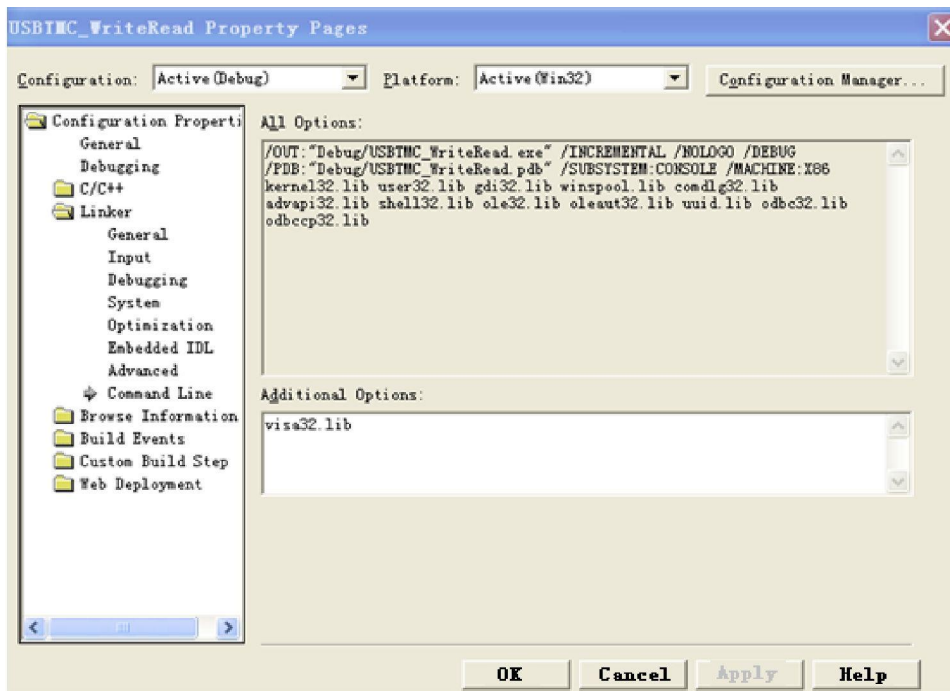 USBTMC_WriteRead Property Pages
Configuration: Active(Debug) Platform: Active(Win32) Configuration Manager...
Configuration Properti
General
Debugging
C/C++
Linker
General
Input
Debugging
System
Optimization
Embedded IDL
Advanced
Command Line
Browse Information
Build Events
Custom Build Step
Web Deployment
All Options:
/OUT:"Debug/USBTMC_WriteRead.exe" /INCREMENTAL /NOLOGO /DEBUG
/PDB:"Debug/USBTMC_WriteRead.pdb" /SUBSYSTEM:CONSOLE /MACHINE:X86
kernel32.lib user32.lib gdi32.lib winspool.lib comdlg32.lib
advapi32.lib shell32.lib ole32.lib oleaut32.lib uuid.lib odbc32.lib
odbccp32.lib
Additional Options:
visa32.lib
OK Cancel Apply Help